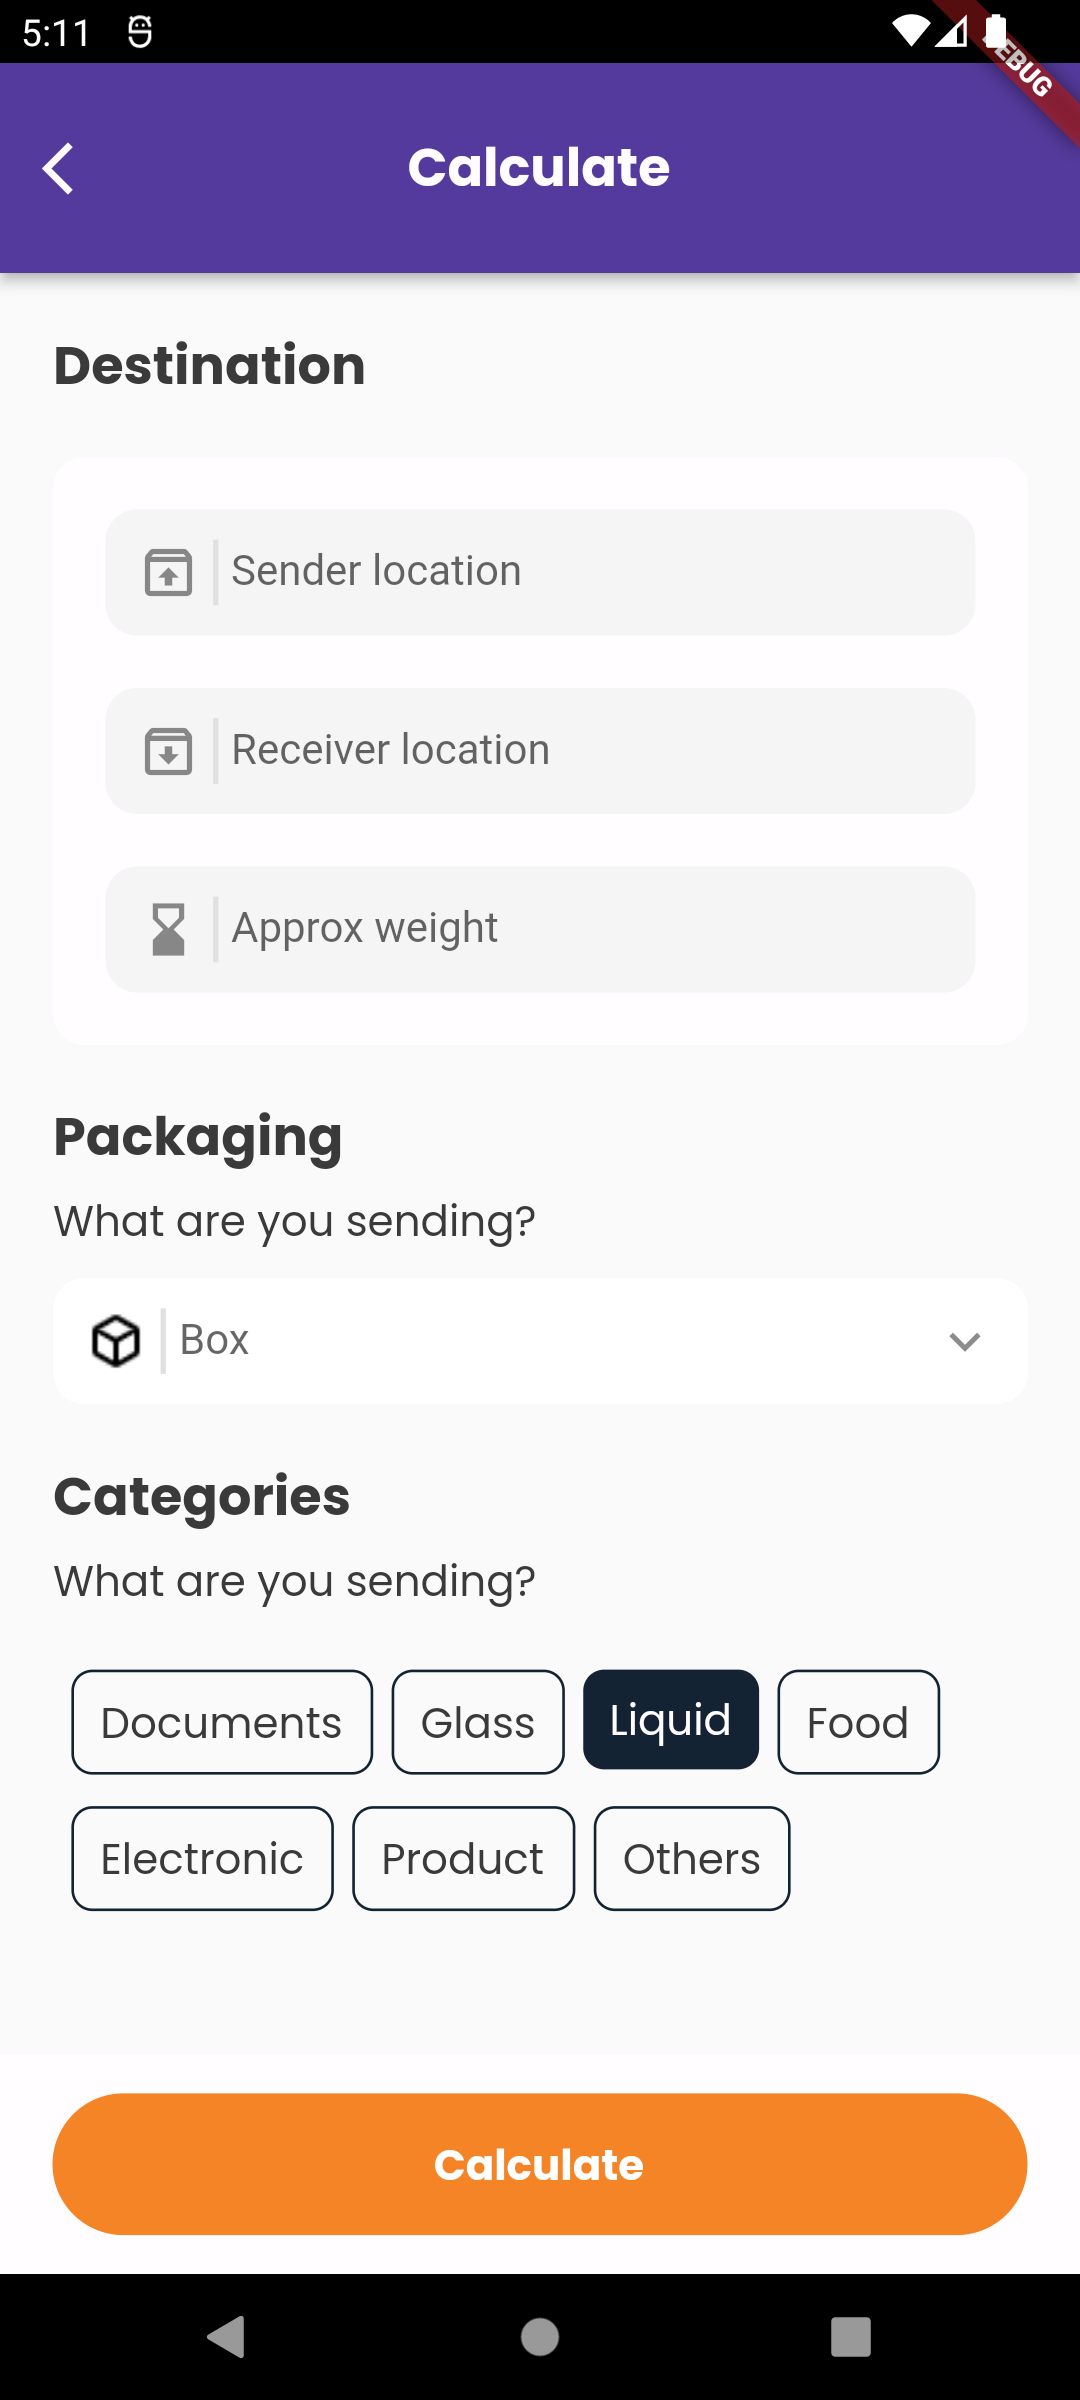 5:11
DEBUG
Calculate
Destination
Sender location
Receiver location
Approx weight
Packaging
What are you sending?
Box
Categories
What are you sending?
Documents Glass Liquid Food
Electronic Product Others
Calculate